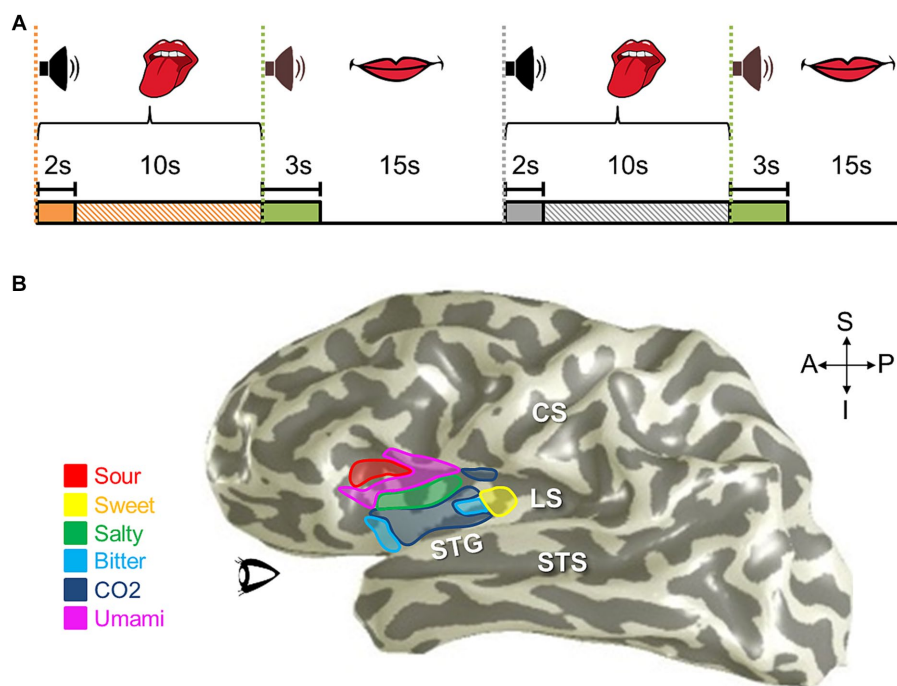 A
2s 10s 3s 15s 2s 10s 3s 15s
B
S
A P
I
CS
Sour
Sweet
Salty
Bitter
CO2
Umami
LS
STG
STS